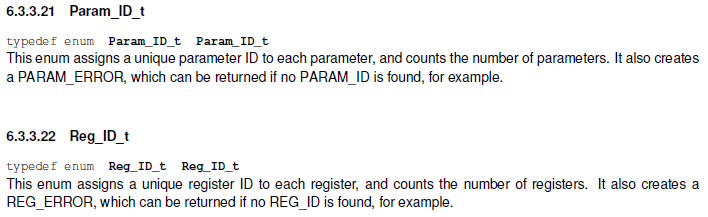 6.3.3.21 Param_ID_t
typedef enum Param_ID_t Param_ID_t
This enum assigns a unique parameter ID to each parameter, and counts the number of parameters. It also creates
a PARAM_ERROR, which can be returned if no PARAM_ID is found, for example.
6.3.3.22 Reg_ID_t
typedef enum Reg_ID_t Reg_ID_t
This enum assigns a unique register ID to each register, and counts the number of registers. It also creates a
REG_ERROR, which can be returned if no REG_ID is found, for example.